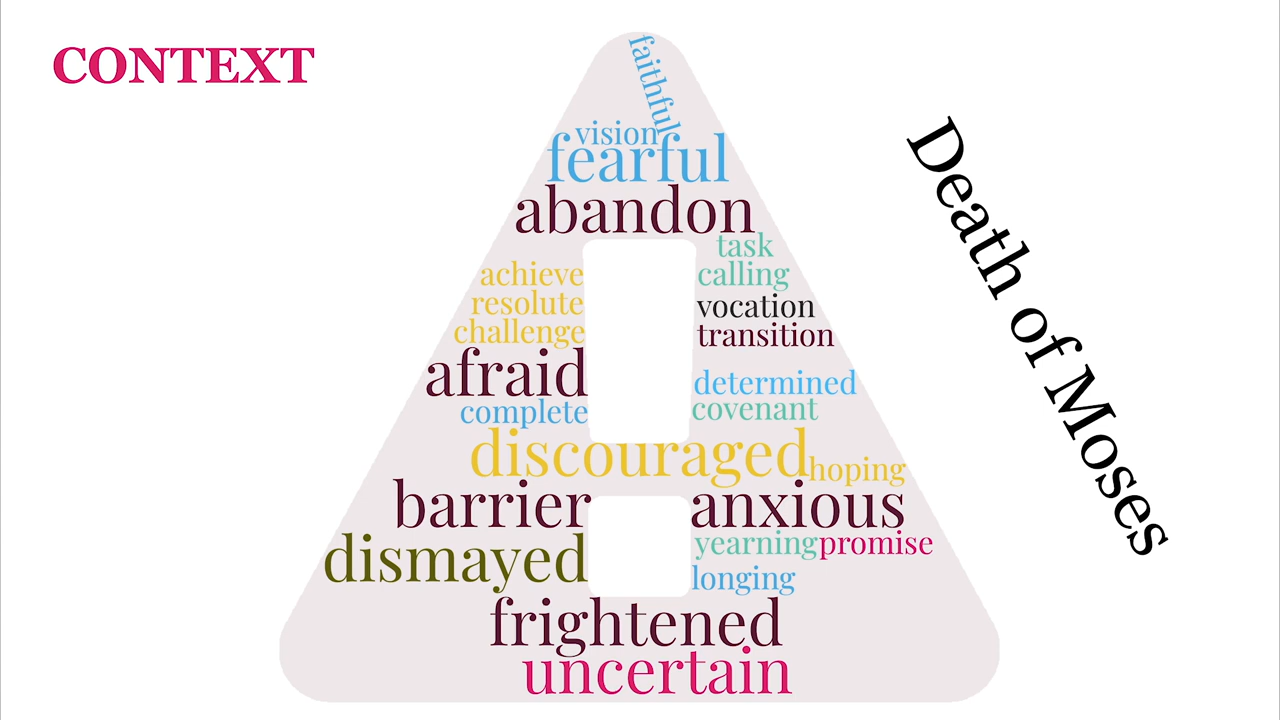 CONTEXT
faithful
vision
fearful
abandon
task
achieve
calling
resolute
vocation
challenge
transition
afraid
determined
complete
covenant
discouraged
hoping
barrier
anxious
dismayed
yearning
promise
longing
frightened
uncertain
Death of Moses